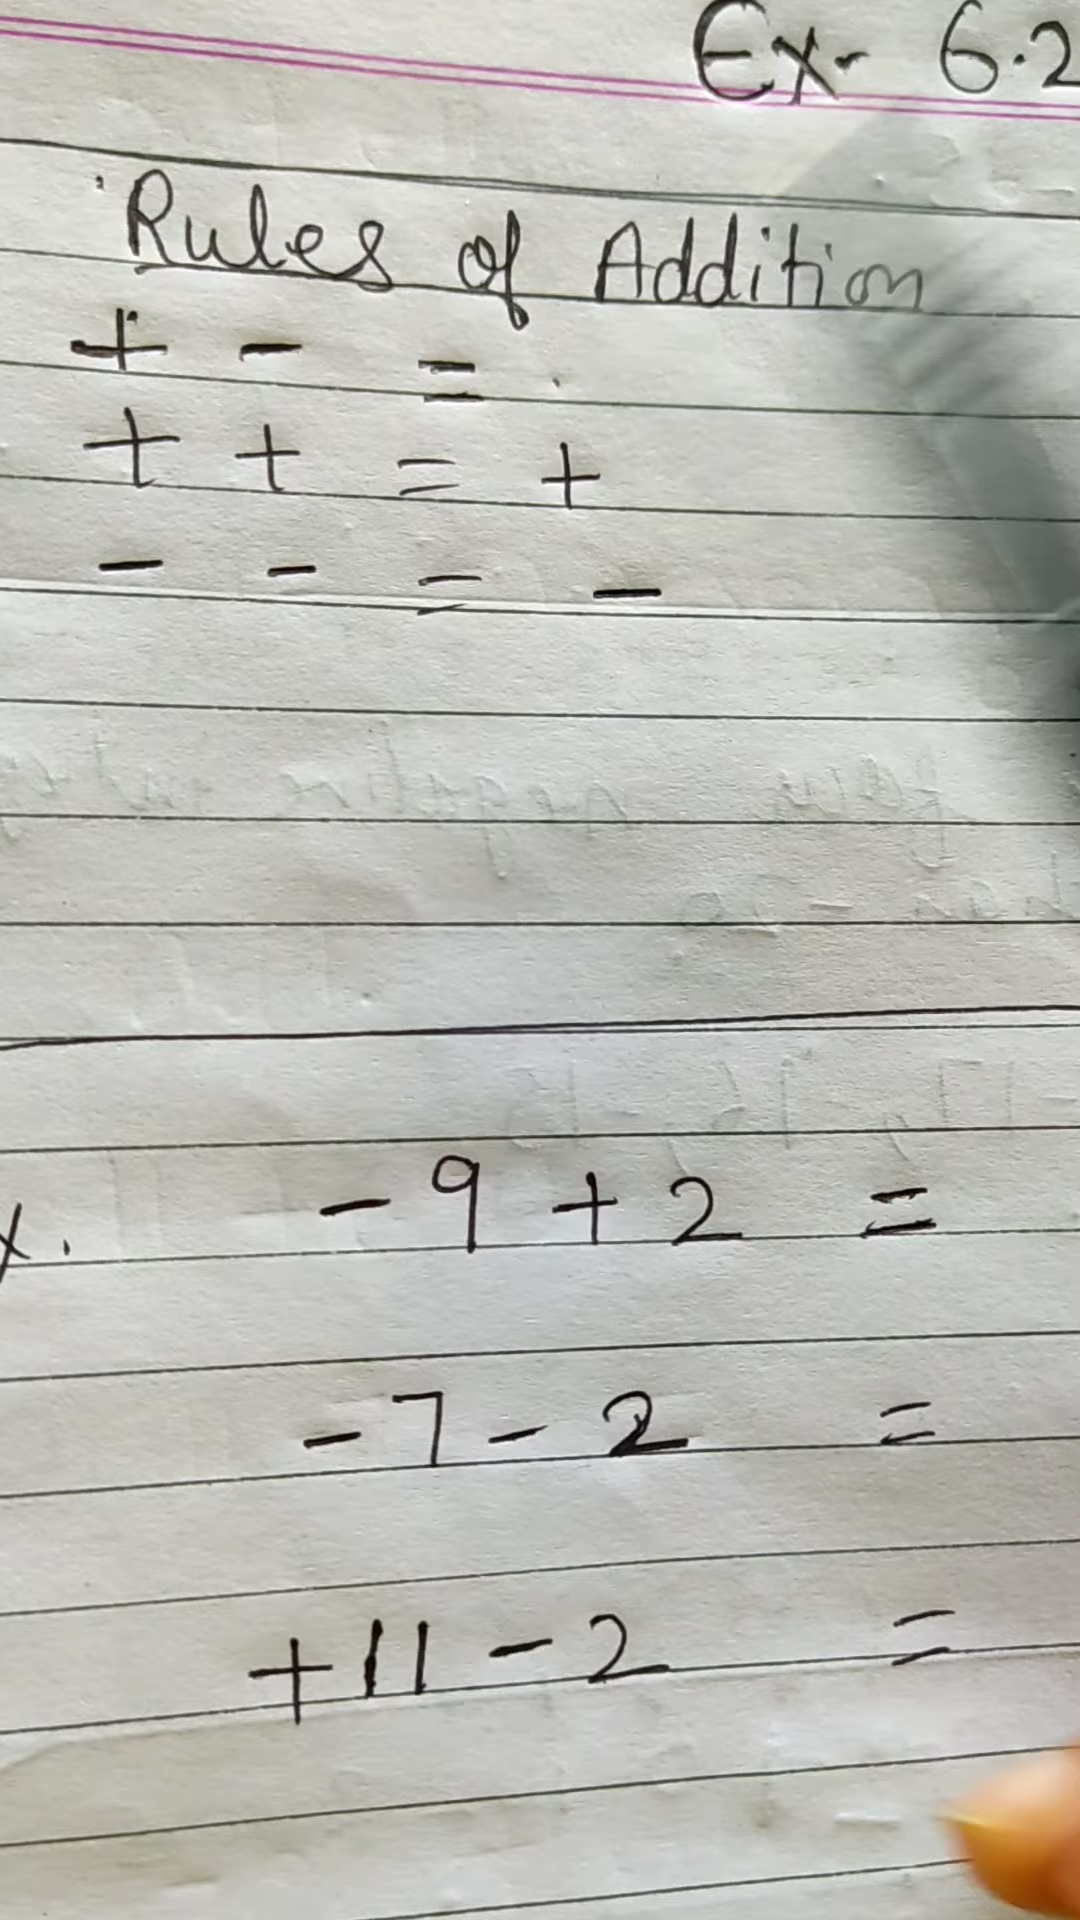 Ex- 6.2
Rules of Addition
+ - =
+ + = +
- - = -
x. -9 + 2 =
-7 - 2 =
+11 - 2 =